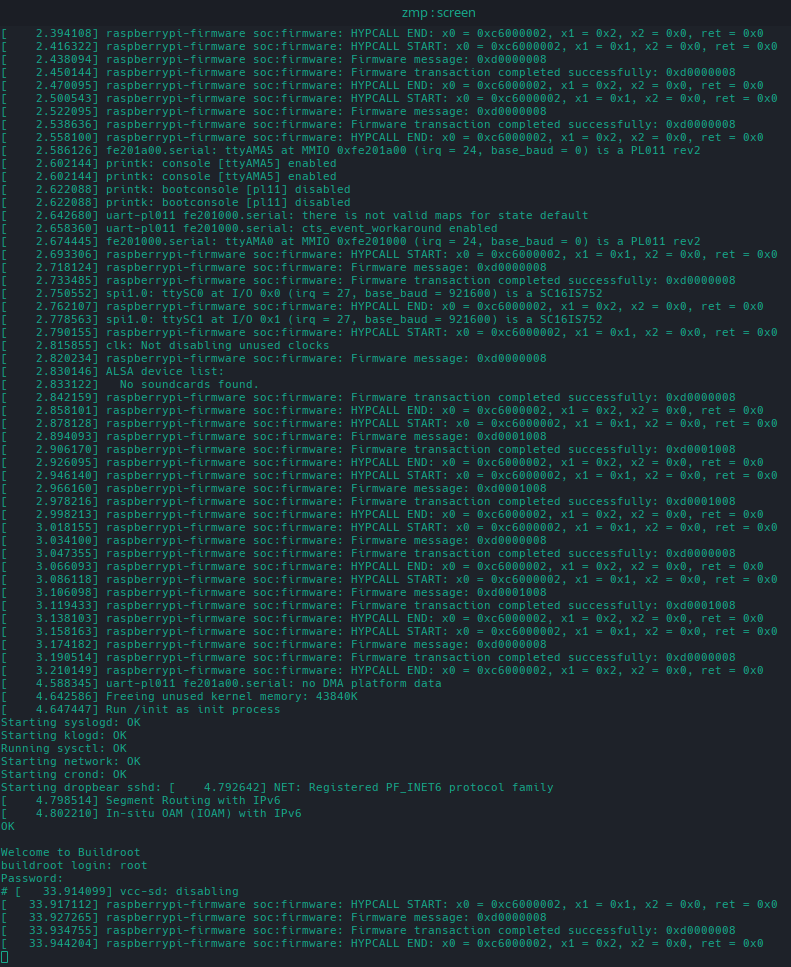 zmp : screen
[    2.394108] raspberrypi-firmware soc:firmware: HYPCALL END: x0 = 0xc6000002, x1 = 0x2, x2 = 0x0, ret = 0x0
[    2.416322] raspberrypi-firmware soc:firmware: HYPCALL START: x0 = 0xc6000002, x1 = 0x1, x2 = 0x0, ret = 0x0
[    2.438094] raspberrypi-firmware soc:firmware: Firmware message: 0xd0000008
[    2.450144] raspberrypi-firmware soc:firmware: Firmware transaction completed successfully: 0xd0000008
[    2.470095] raspberrypi-firmware soc:firmware: HYPCALL END: x0 = 0xc6000002, x1 = 0x2, x2 = 0x0, ret = 0x0
[    2.500543] raspberrypi-firmware soc:firmware: HYPCALL START: x0 = 0xc6000002, x1 = 0x1, x2 = 0x0, ret = 0x0
[    2.522095] raspberrypi-firmware soc:firmware: Firmware message: 0xd0000008
[    2.538636] raspberrypi-firmware soc:firmware: Firmware transaction completed successfully: 0xd0000008
[    2.558100] raspberrypi-firmware soc:firmware: HYPCALL END: x0 = 0xc6000002, x1 = 0x2, x2 = 0x0, ret = 0x0
[    2.586126] fe201a00.serial: ttyAMA5 at MMIO 0xfe201a00 (irq = 24, base_baud = 0) is a PL011 rev2
[    2.602144] printk: console [ttyAMA5] enabled
[    2.602144] printk: console [ttyAMA5] enabled
[    2.622088] printk: bootconsole [pl11] disabled
[    2.622088] printk: bootconsole [pl11] disabled
[    2.642680] uart-pl011 fe201000.serial: there is not valid maps for state default
[    2.658360] uart-pl011 fe201000.serial: cts_event_workaround enabled
[    2.674445] fe201000.serial: ttyAMA0 at MMIO 0xfe201000 (irq = 24, base_baud = 0) is a PL011 rev2
[    2.693306] raspberrypi-firmware soc:firmware: HYPCALL START: x0 = 0xc6000002, x1 = 0x1, x2 = 0x0, ret = 0x0
[    2.718124] raspberrypi-firmware soc:firmware: Firmware message: 0xd0000008
[    2.733485] raspberrypi-firmware soc:firmware: Firmware transaction completed successfully: 0xd0000008
[    2.750552] spi1.0: ttySC0 at I/O 0x0 (irq = 27, base_baud = 921600) is a SC16IS752
[    2.762107] raspberrypi-firmware soc:firmware: HYPCALL END: x0 = 0xc6000002, x1 = 0x2, x2 = 0x0, ret = 0x0
[    2.778563] spi1.0: ttySC1 at I/O 0x1 (irq = 27, base_baud = 921600) is a SC16IS752
[    2.790155] raspberrypi-firmware soc:firmware: HYPCALL START: x0 = 0xc6000002, x1 = 0x1, x2 = 0x0, ret = 0x0
[    2.815855] clk: Not disabling unused clocks
[    2.820234] raspberrypi-firmware soc:firmware: Firmware message: 0xd0000008
[    2.830146] ALSA device list:
[    2.833122]   No soundcards found.
[    2.842159] raspberrypi-firmware soc:firmware: Firmware transaction completed successfully: 0xd0000008
[    2.858101] raspberrypi-firmware soc:firmware: HYPCALL END: x0 = 0xc6000002, x1 = 0x2, x2 = 0x0, ret = 0x0
[    2.878128] raspberrypi-firmware soc:firmware: HYPCALL START: x0 = 0xc6000002, x1 = 0x1, x2 = 0x0, ret = 0x0
[    2.894093] raspberrypi-firmware soc:firmware: Firmware message: 0xd0001008
[    2.906170] raspberrypi-firmware soc:firmware: Firmware transaction completed successfully: 0xd0001008
[    2.926095] raspberrypi-firmware soc:firmware: HYPCALL END: x0 = 0xc6000002, x1 = 0x2, x2 = 0x0, ret = 0x0
[    2.946140] raspberrypi-firmware soc:firmware: HYPCALL START: x0 = 0xc6000002, x1 = 0x1, x2 = 0x0, ret = 0x0
[    2.966160] raspberrypi-firmware soc:firmware: Firmware message: 0xd0001008
[    2.978216] raspberrypi-firmware soc:firmware: Firmware transaction completed successfully: 0xd0001008
[    2.998213] raspberrypi-firmware soc:firmware: HYPCALL END: x0 = 0xc6000002, x1 = 0x2, x2 = 0x0, ret = 0x0
[    3.018155] raspberrypi-firmware soc:firmware: HYPCALL START: x0 = 0xc6000002, x1 = 0x1, x2 = 0x0, ret = 0x0
[    3.034100] raspberrypi-firmware soc:firmware: Firmware message: 0xd0000008
[    3.047355] raspberrypi-firmware soc:firmware: Firmware transaction completed successfully: 0xd0000008
[    3.066093] raspberrypi-firmware soc:firmware: HYPCALL END: x0 = 0xc6000002, x1 = 0x2, x2 = 0x0, ret = 0x0
[    3.086118] raspberrypi-firmware soc:firmware: HYPCALL START: x0 = 0xc6000002, x1 = 0x1, x2 = 0x0, ret = 0x0
[    3.106098] raspberrypi-firmware soc:firmware: Firmware message: 0xd0001008
[    3.119433] raspberrypi-firmware soc:firmware: Firmware transaction completed successfully: 0xd0001008
[    3.138103] raspberrypi-firmware soc:firmware: HYPCALL END: x0 = 0xc6000002, x1 = 0x2, x2 = 0x0, ret = 0x0
[    3.158163] raspberrypi-firmware soc:firmware: HYPCALL START: x0 = 0xc6000002, x1 = 0x1, x2 = 0x0, ret = 0x0
[    3.174182] raspberrypi-firmware soc:firmware: Firmware message: 0xd0000008
[    3.190514] raspberrypi-firmware soc:firmware: Firmware transaction completed successfully: 0xd0000008
[    3.210149] raspberrypi-firmware soc:firmware: HYPCALL END: x0 = 0xc6000002, x1 = 0x2, x2 = 0x0, ret = 0x0
[    4.588345] uart-pl011 fe201a00.serial: no DMA platform data
[    4.642586] Freeing unused kernel memory: 43840K
[    4.647447] Run /init as init process
Starting syslogd: OK
Starting klogd: OK
Running sysctl: OK
Starting network: OK
Starting crond: OK
Starting dropbear sshd: [    4.792642] NET: Registered PF_INET6 protocol family
[    4.798514] Segment Routing with IPv6
[    4.802210] In-situ OAM (IOAM) with IPv6
OK
Welcome to Buildroot
buildroot login: root
Password:
# [   33.914099] vcc-sd: disabling
[   33.917112] raspberrypi-firmware soc:firmware: HYPCALL START: x0 = 0xc6000002, x1 = 0x1, x2 = 0x0, ret = 0x0
[   33.927265] raspberrypi-firmware soc:firmware: Firmware message: 0xd0000008
[   33.934755] raspberrypi-firmware soc:firmware: Firmware transaction completed successfully: 0xd0000008
[   33.944204] raspberrypi-firmware soc:firmware: HYPCALL END: x0 = 0xc6000002, x1 = 0x2, x2 = 0x0, ret = 0x0